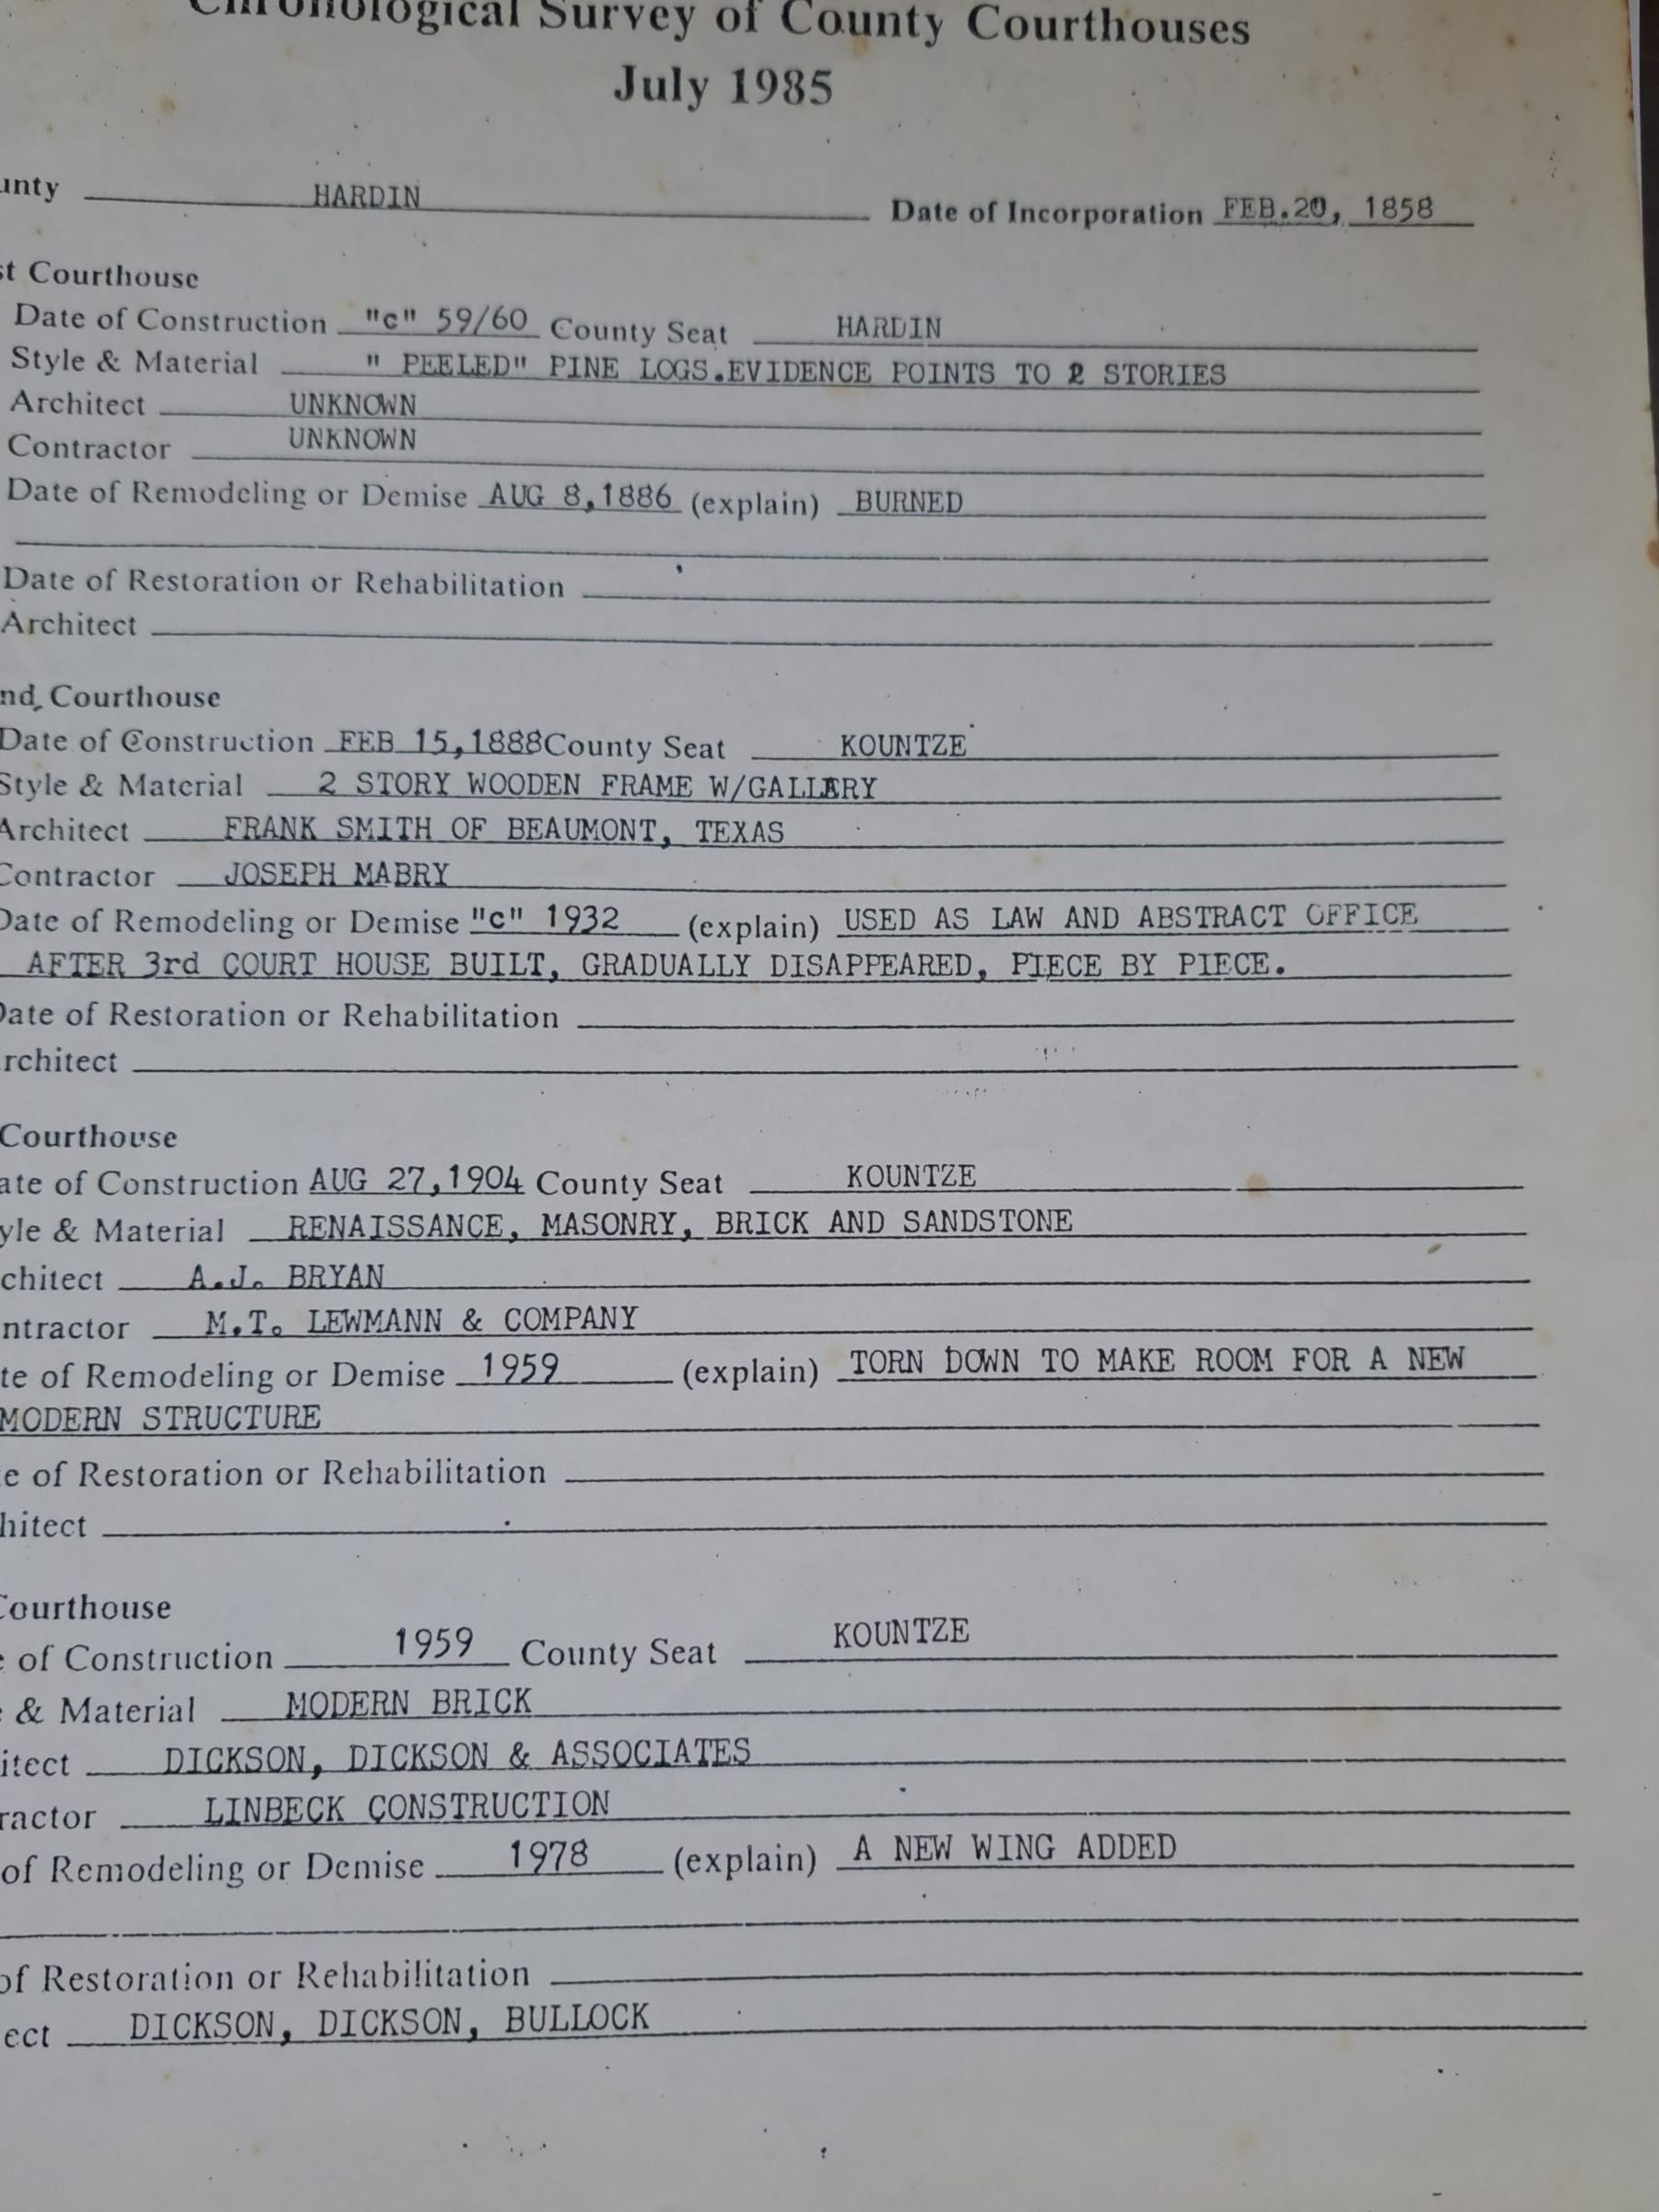 Chronological Survey of County Courthouses
July 1985
unty HARDIN Date of Incorporation FEB.20, 1858
st Courthouse
Date of Construction "c" 59/60 County Seat HARDIN
Style & Material " PEELED" PINE LOGS.EVIDENCE POINTS TO 2 STORIES
Architect UNKNOWN
Contractor UNKNOWN
Date of Remodeling or Demise AUG 8,1886 (explain) BURNED
Date of Restoration or Rehabilitation
Architect
nd Courthouse
Date of Construction FEB 15,1888 County Seat KOUNTZE
Style & Material 2 STORY WOODEN FRAME W/GALLERY
Architect FRANK SMITH OF BEAUMONT, TEXAS
Contractor JOSEPH MABRY
Date of Remodeling or Demise "c" 1932 (explain) USED AS LAW AND ABSTRACT OFFICE
AFTER 3rd COURT HOUSE BUILT, GRADUALLY DISAPPEARED, PIECE BY PIECE.
Date of Restoration or Rehabilitation
rchitect
Courthouse
ate of Construction AUG 27,1904 County Seat KOUNTZE
yle & Material RENAISSANCE, MASONRY, BRICK AND SANDSTONE
chitect A.J. BRYAN
ntractor M.T. LEWMANN & COMPANY
te of Remodeling or Demise 1959 (explain) TORN DOWN TO MAKE ROOM FOR A NEW
MODERN STRUCTURE
e of Restoration or Rehabilitation
hitect
Courthouse
e of Construction 1959 County Seat KOUNTZE
e & Material MODERN BRICK
itect DICKSON, DICKSON & ASSOCIATES
ractor LINBECK CONSTRUCTION
of Remodeling or Demise 1978 (explain) A NEW WING ADDED
of Restoration or Rehabilitation
ect DICKSON, DICKSON, BULLOCK